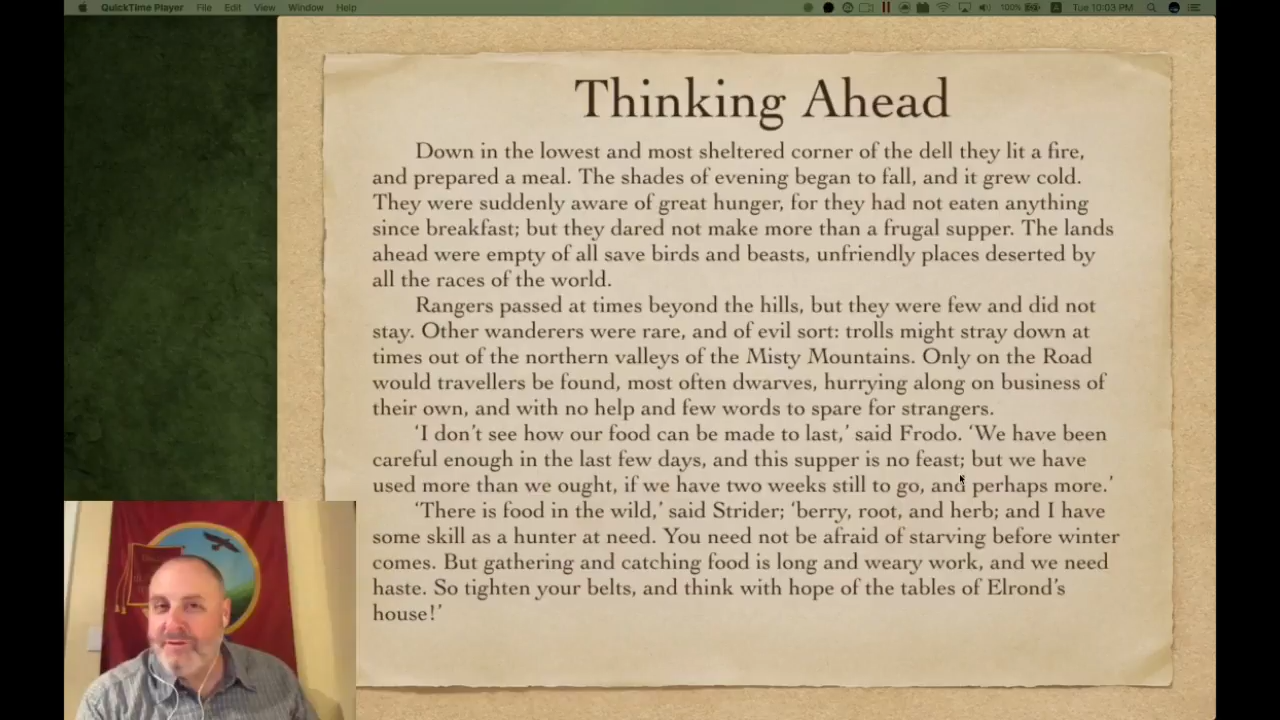 QuickTime Player File Edit View Window Help 100% Tue 10:03 PM
Thinking Ahead
Down in the lowest and most sheltered corner of the dell they lit a fire,
and prepared a meal. The shades of evening began to fall, and it grew cold.
They were suddenly aware of great hunger, for they had not eaten anything
since breakfast; but they dared not make more than a frugal supper. The lands
ahead were empty of all save birds and beasts, unfriendly places deserted by
all the races of the world.
Rangers passed at times beyond the hills, but they were few and did not
stay. Other wanderers were rare, and of evil sort: trolls might stray down at
times out of the northern valleys of the Misty Mountains. Only on the Road
would travellers be found, most often dwarves, hurrying along on business of
their own, and with no help and few words to spare for strangers.
‘I don’t see how our food can be made to last,’ said Frodo. ‘We have been
careful enough in the last few days, and this supper is no feast; but we have
used more than we ought, if we have two weeks still to go, and perhaps more.’
‘There is food in the wild,’ said Strider; ‘berry, root, and herb; and I have
some skill as a hunter at need. You need not be afraid of starving before winter
comes. But gathering and catching food is long and weary work, and we need
haste. So tighten your belts, and think with hope of the tables of Elrond’s
house!’